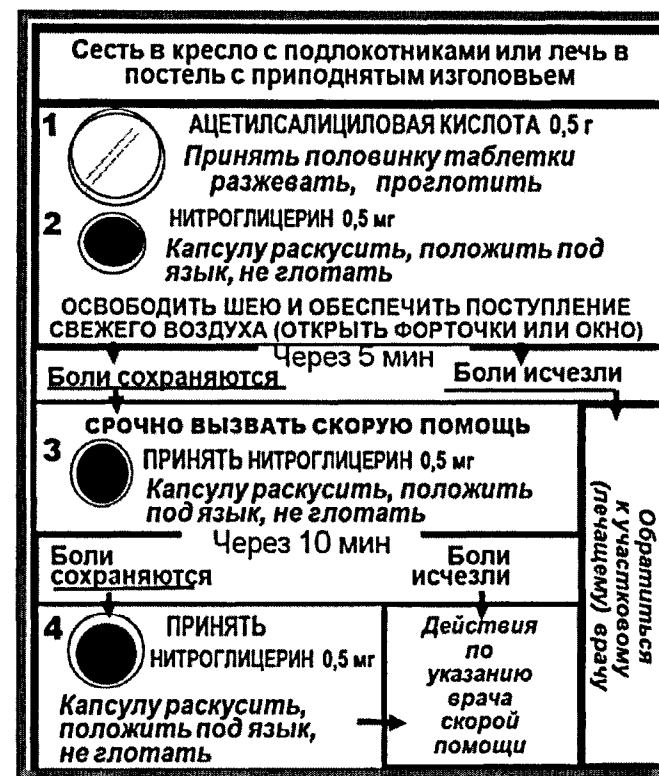 Сесть в кресло с подлокотниками или лечь в
постель с приподнятым изголовьем
1 АЦЕТИЛСАЛИЦИЛОВАЯ КИСЛОТА 0,5 г
Принять половинку таблетки
разжевать, проглотить
2 НИТРОГЛИЦЕРИН 0,5 мг
Капсулу раскусить, положить под
язык, не глотать
ОСВОБОДИТЬ ШЕЮ И ОБЕСПЕЧИТЬ ПОСТУПЛЕНИЕ
СВЕЖЕГО ВОЗДУХА (ОТКРЫТЬ ФОРТОЧКИ ИЛИ ОКНО)
Через 5 мин
Боли сохраняются
Боли исчезли
СРОЧНО ВЫЗВАТЬ СКОРУЮ ПОМОЩЬ
3 ПРИНЯТЬ НИТРОГЛИЦЕРИН 0,5 мг
Капсулу раскусить, положить
под язык, не глотать
Через 10 мин
Боли
сохраняются
Боли
исчезли
4 ПРИНЯТЬ
НИТРОГЛИЦЕРИН 0,5 мг
Капсулу раскусить,
положить под язык,
не глотать
Действия
по
указанию
врача
скорой
помощи
Обратиться
к участковому
(лечащему) врачу